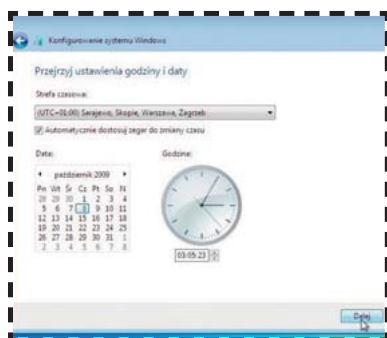 Konfigurowanie systemu Windows
Przejrzyj ustawienia godziny i daty
Strefa czasowa:
(UTC+01:00) Sarajewo, Skopie, Warszawa, Zagrzeb
Automatycznie dostosuj zegar do zmiany czasu
Data: Godzina:
październik 2009
Pn Wt Śr Cz Pt So N
28 29 30 1 2 3 4
5 6 7 8 9 10 11
12 13 14 15 16 17 18
19 20 21 22 23 24 25
26 27 28 29 30 31 1
2 3 4 5 6 7 8
03:05:23
Dalej